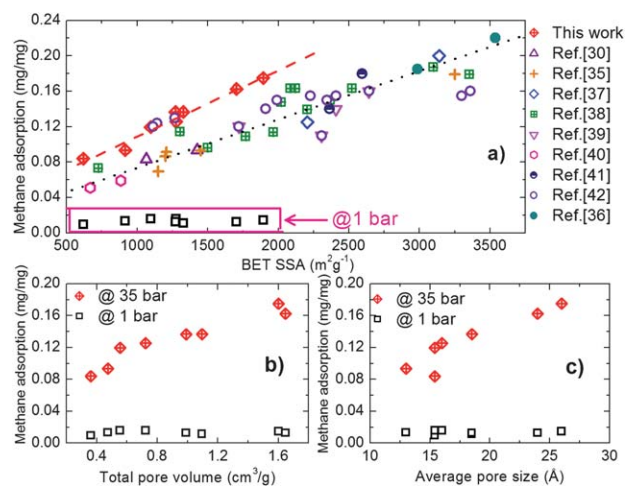 a)
Methane adsorption (mg/mg)
0.24
0.20
0.16
0.12
0.08
0.04
0.00
@1 bar
500 1000 1500 2000 2500 3000 3500
BET SSA (m²g⁻¹)
This work
Ref.[30]
Ref.[35]
Ref.[37]
Ref.[38]
Ref.[39]
Ref.[40]
Ref.[41]
Ref.[42]
Ref.[36]
Methane adsorption (mg/mg)
0.20
0.16
0.12
0.08
0.04
0.00
@ 35 bar
@ 1 bar
b)
0.4 0.8 1.2 1.6
Total pore volume (cm³/g)
Methane adsorption (mg/mg)
0.20
0.16
0.12
0.08
0.04
0.00
@ 35 bar
@ 1 bar
c)
10 15 20 25 30
Average pore size (Å)